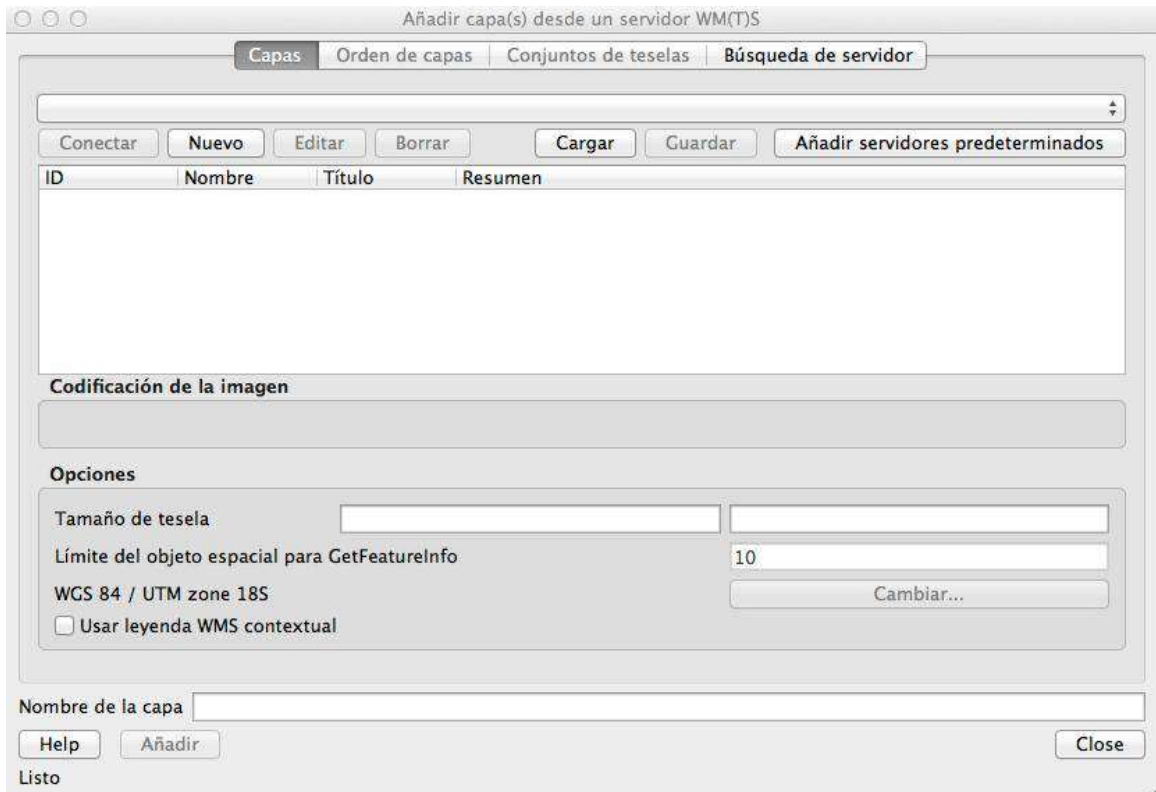 Añadir capa(s) desde un servidor WM(T)S
Capas Orden de capas Conjuntos de teselas Búsqueda de servidor
Conectar Nuevo Editar Borrar Cargar Guardar Añadir servidores predeterminados
ID Nombre Título Resumen
Codificación de la imagen
Opciones
Tamaño de tesela
Límite del objeto espacial para GetFeatureInfo 10
WGS 84 / UTM zone 18S Cambiar...
Usar leyenda WMS contextual
Nombre de la capa
Help Añadir Close
Listo